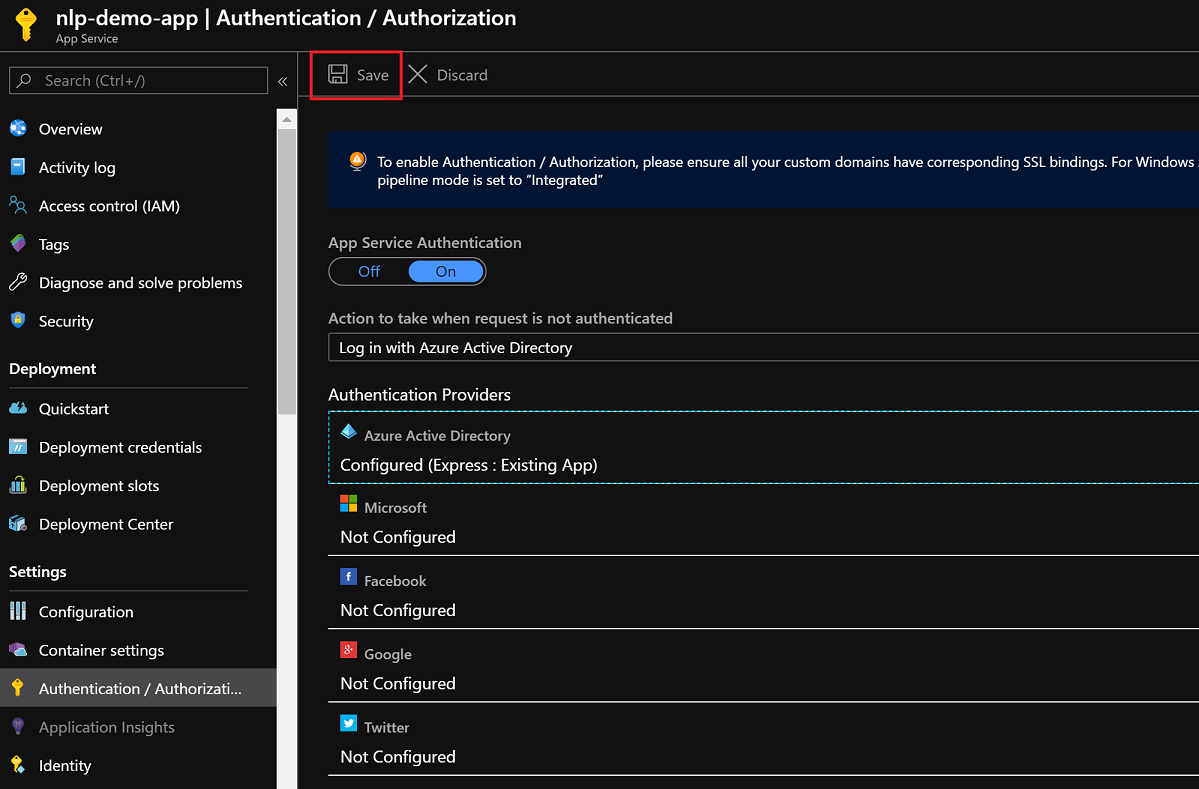 nlp-demo-app | Authentication / Authorization
App Service
Search (Ctrl+/)
«
Overview
Activity log
Access control (IAM)
Tags
Diagnose and solve problems
Security
Deployment
Quickstart
Deployment credentials
Deployment slots
Deployment Center
Settings
Configuration
Container settings
Authentication / Authorizati...
Application Insights
Identity
Save
Discard
To enable Authentication / Authorization, please ensure all your custom domains have corresponding SSL bindings. For Windows
pipeline mode is set to "Integrated"
App Service Authentication
Off On
Action to take when request is not authenticated
Log in with Azure Active Directory
Authentication Providers
Azure Active Directory
Configured (Express : Existing App)
Microsoft
Not Configured
Facebook
Not Configured
Google
Not Configured
Twitter
Not Configured